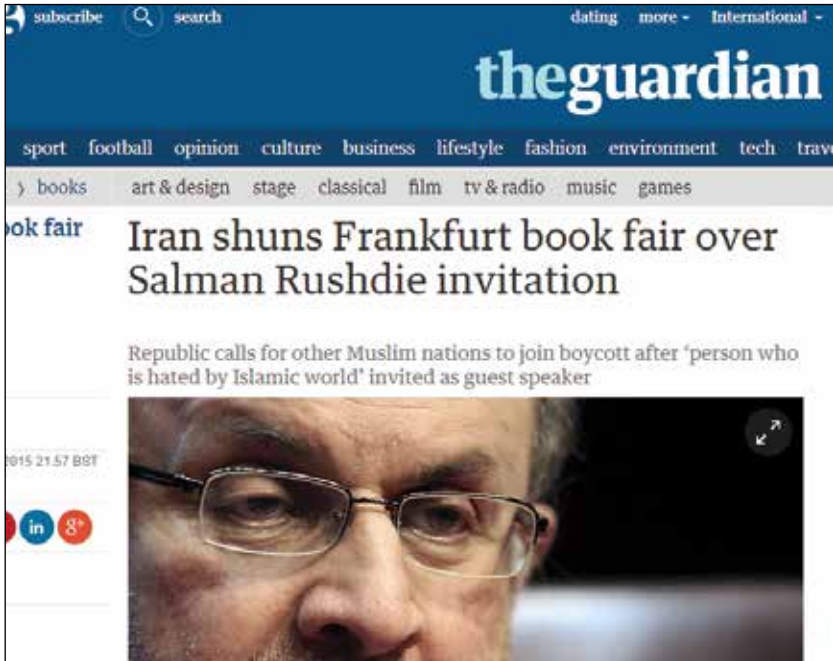 subscribe search dating more International
theguardian
sport football opinion culture business lifestyle fashion environment tech trav
› books art & design stage classical film tv & radio music games
ook fair
Iran shuns Frankfurt book fair over
Salman Rushdie invitation
Republic calls for other Muslim nations to join boycott after ‘person who
is hated by Islamic world’ invited as guest speaker
2015 21.57 BST
in g+